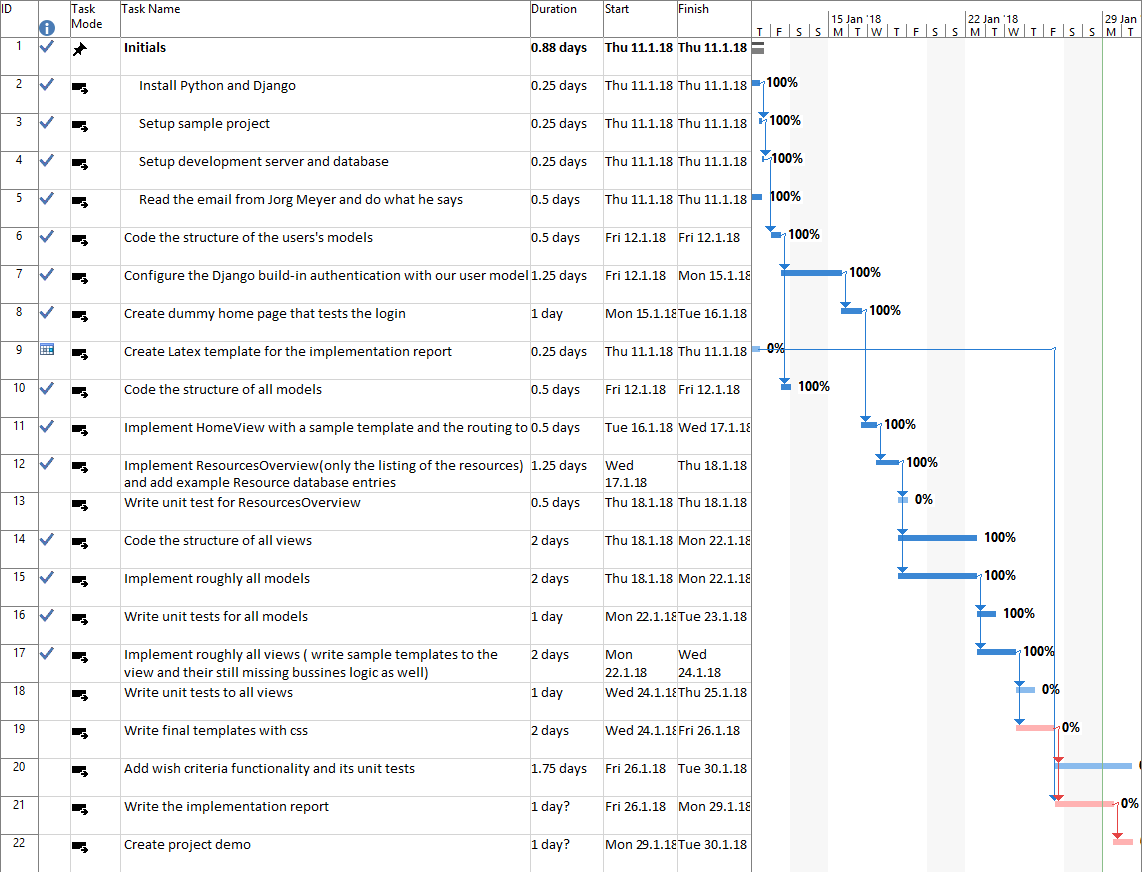 ID Task Mode Task Name Duration Start Finish 15 Jan '18 22 Jan '18 29 Jan
T F S S M T W T F S S M T W T F S S M T
1 Initials 0.88 days Thu 11.1.18 Thu 11.1.18
2 Install Python and Django 0.25 days Thu 11.1.18 Thu 11.1.18 100%
3 Setup sample project 0.25 days Thu 11.1.18 Thu 11.1.18 100%
4 Setup development server and database 0.25 days Thu 11.1.18 Thu 11.1.18 100%
5 Read the email from Jorg Meyer and do what he says 0.5 days Thu 11.1.18 Thu 11.1.18 100%
6 Code the structure of the users's models 0.5 days Fri 12.1.18 Fri 12.1.18 100%
7 Configure the Django build-in authentication with our user model 1.25 days Fri 12.1.18 Mon 15.1.18 100%
8 Create dummy home page that tests the login 1 day Mon 15.1.18 Tue 16.1.18 100%
9 Create Latex template for the implementation report 0.25 days Thu 11.1.18 Thu 11.1.18 0%
10 Code the structure of all models 0.5 days Fri 12.1.18 Fri 12.1.18 100%
11 Implement HomeView with a sample template and the routing to 0.5 days Tue 16.1.18 Wed 17.1.18 100%
12 Implement ResourcesOverview(only the listing of the resources) 1.25 days Wed Thu 18.1.18 100%
and add example Resource database entries 17.1.18
13 Write unit test for ResourcesOverview 0.5 days Thu 18.1.18 Thu 18.1.18 0%
14 Code the structure of all views 2 days Thu 18.1.18 Mon 22.1.18 100%
15 Implement roughly all models 2 days Thu 18.1.18 Mon 22.1.18 100%
16 Write unit tests for all models 1 day Mon 22.1.18 Tue 23.1.18 100%
17 Implement roughly all views ( write sample templates to the 2 days Mon Wed 100%
view and their still missing bussines logic as well) 22.1.18 24.1.18
18 Write unit tests to all views 1 day Wed 24.1.18 Thu 25.1.18 0%
19 Write final templates with css 2 days Wed 24.1.18 Fri 26.1.18 0%
20 Add wish criteria functionality and its unit tests 1.75 days Fri 26.1.18 Tue 30.1.18
21 Write the implementation report 1 day? Fri 26.1.18 Mon 29.1.18 0%
22 Create project demo 1 day? Mon 29.1.18 Tue 30.1.18